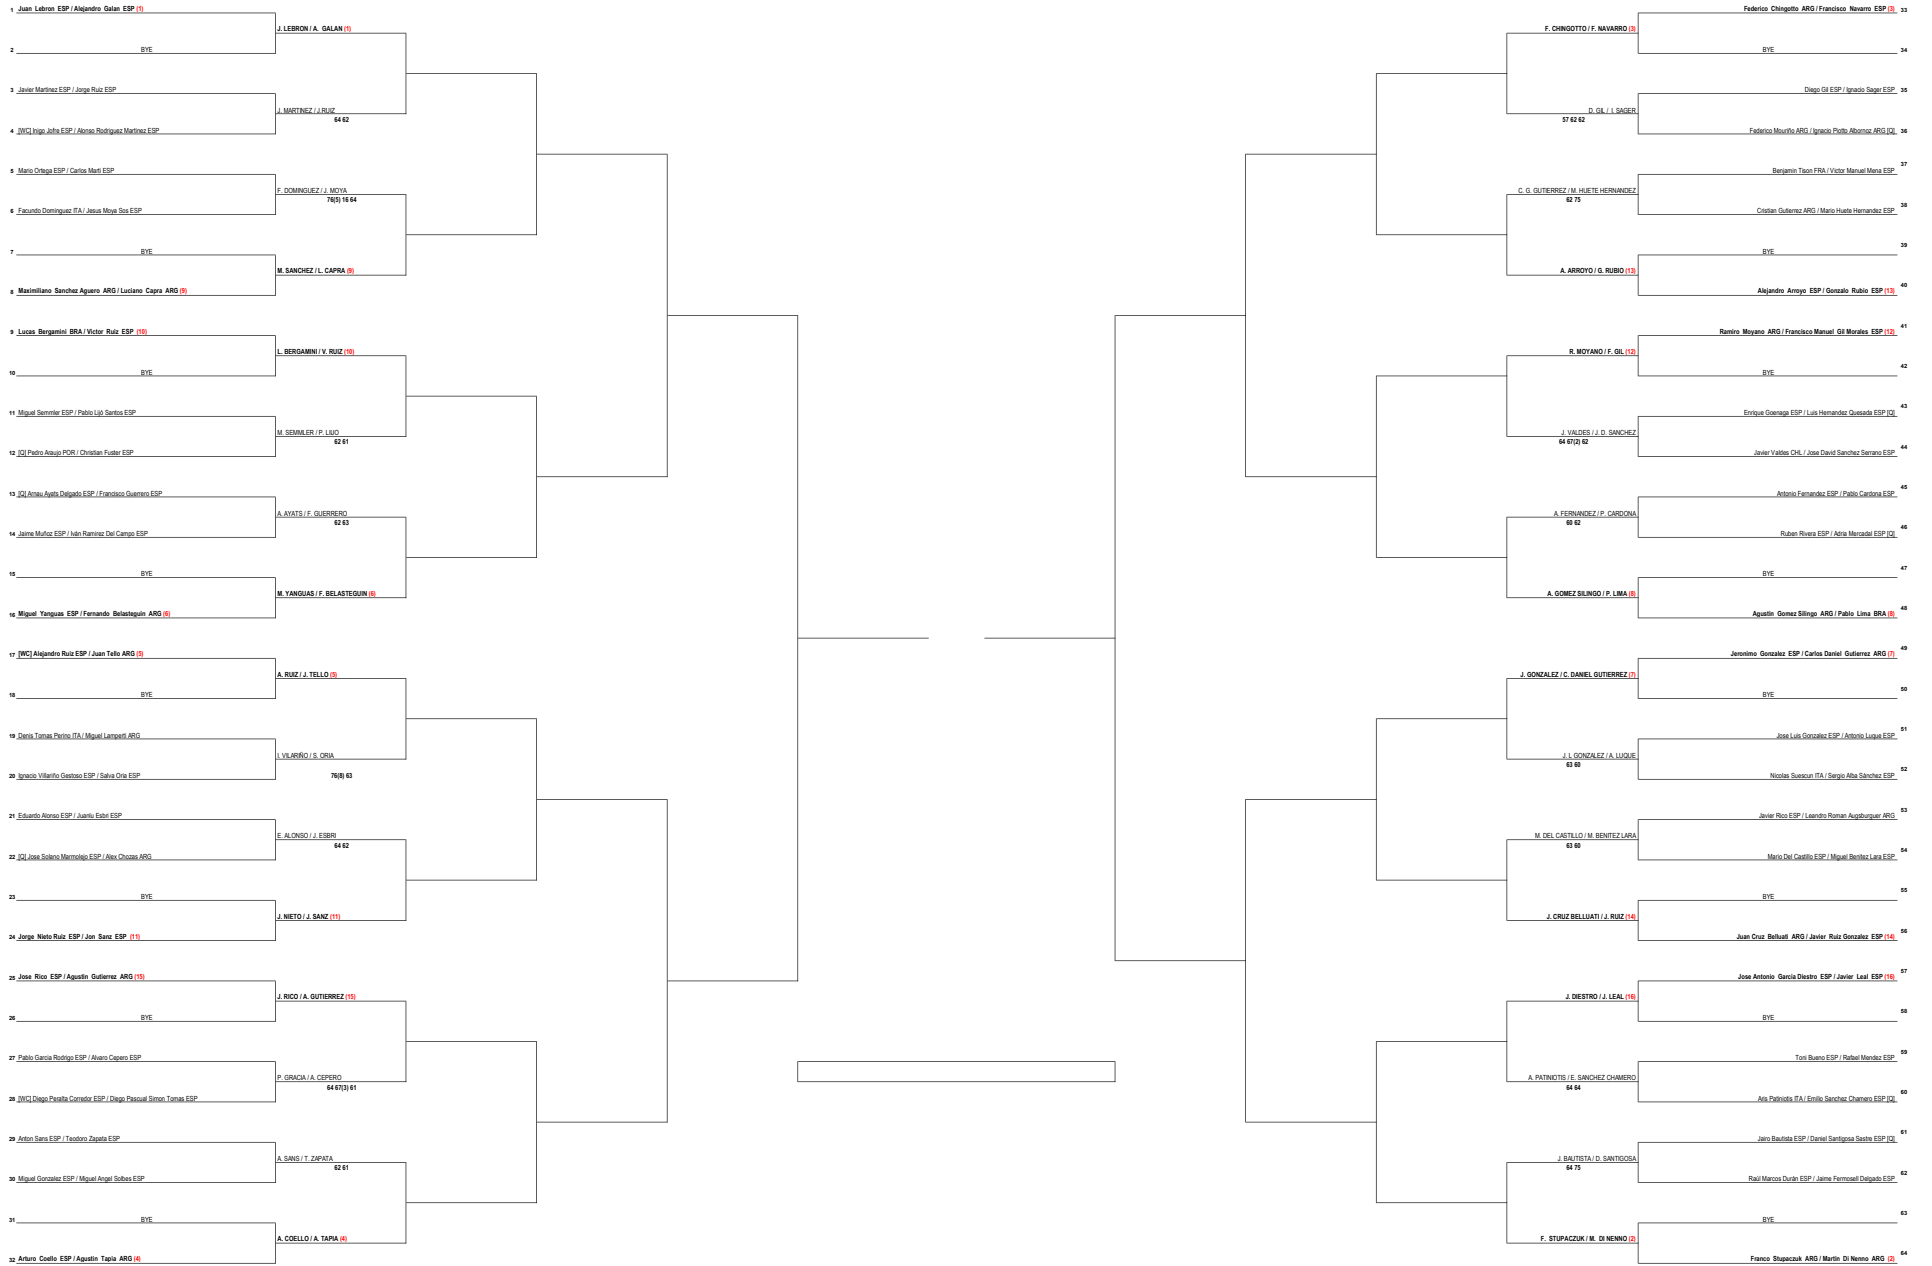 1 Juan Lebron ESP / Alejandro Galan ESP (1)
J. LEBRON / A. GALAN (1)
2 BYE
3 Javier Martinez ESP / Jorge Ruiz ESP
J. MARTINEZ / J.RUIZ
64 62
4 [WC] Inigo Jofre ESP / Alonso Rodriguez Martinez ESP
5 Mario Ortega ESP / Carlos Marti ESP
F. DOMINGUEZ / J. MOYA
76(5) 16 64
6 Facundo Dominguez ITA / Jesus Moya Sos ESP
7 BYE
M. SANCHEZ / L. CAPRA (9)
8 Maximiliano Sanchez Aguero ARG / Luciano Capra ARG (9)
9 Lucas Bergamini BRA / Victor Ruiz ESP (10)
L. BERGAMINI / V. RUIZ (10)
10 BYE
11 Miguel Semmler ESP / Pablo Lijó Santos ESP
M. SEMMLER / P. LIJO
62 61
12 [Q] Pedro Araujo POR / Christian Fuster ESP
13 [Q] Arnau Ayats Delgado ESP / Francisco Guerrero ESP
A. AYATS / F. GUERRERO
62 63
14 Jaime Muñoz ESP / Iván Ramirez Del Campo ESP
15 BYE
M. YANGUAS / F. BELASTEGUIN (6)
16 Miguel Yanguas ESP / Fernando Belasteguin ARG (6)
17 [WC] Alejandro Ruiz ESP / Juan Tello ARG (5)
A. RUIZ / J. TELLO (5)
18 BYE
19 Denis Tomas Perino ITA / Miguel Lamperti ARG
I. VILARIÑO / S. ORIA
76(8) 63
20 Ignacio Villariño Gestoso ESP / Salva Oria ESP
21 Eduardo Alonso ESP / Juanlu Esbri ESP
E. ALONSO / J. ESBRI
64 62
22 [Q] Jose Solano Marmolejo ESP / Alex Chozas ARG
23 BYE
J. NIETO / J. SANZ (11)
24 Jorge Nieto Ruiz ESP / Jon Sanz ESP (11)
25 Jose Rico ESP / Agustin Gutierrez ARG (15)
J. RICO / A. GUTIERREZ (15)
26 BYE
27 Pablo Garcia Rodrigo ESP / Alvaro Cepero ESP
P. GRACIA / A. CEPERO
64 67(3) 61
28 [WC] Diego Peralta Corredor ESP / Diego Pascual Simon Tomas ESP
29 Anton Sans ESP / Teodoro Zapata ESP
A. SANS / T. ZAPATA
62 61
30 Miguel Gonzalez ESP / Miguel Angel Solbes ESP
31 BYE
A. COELLO / A. TAPIA (4)
32 Arturo Coello ESP / Agustin Tapia ARG (4)
Federico Chingotto ARG / Francisco Navarro ESP (3) 33
F. CHINGOTTO / F. NAVARRO (3)
BYE 34
Diego Gil ESP / Ignacio Sager ESP 35
D. GIL / I. SAGER
57 62 62
Federico Mouriño ARG / Ignacio Piotto Albornoz ARG [Q] 36
Benjamin Tison FRA / Victor Manuel Mena ESP 37
C. G. GUTIERREZ / M. HUETE HERNANDEZ
62 75
Cristian Gutierrez ARG / Mario Huete Hernandez ESP 38
BYE 39
A. ARROYO / G. RUBIO (13)
Alejandro Arroyo ESP / Gonzalo Rubio ESP (13) 40
Ramiro Moyano ARG / Francisco Manuel Gil Morales ESP (12) 41
R. MOYANO / F. GIL (12)
BYE 42
Enrique Goenaga ESP / Luis Hernandez Quesada ESP [Q] 43
J. VALDES / J. D. SANCHEZ
64 67(2) 62
Javier Valdes CHL / Jose David Sanchez Serrano ESP 44
Antonio Fernandez ESP / Pablo Cardona ESP 45
A. FERNANDEZ / P. CARDONA
60 62
Ruben Rivera ESP / Adria Mercadal ESP [Q] 46
BYE 47
A. GOMEZ SILINGO / P. LIMA (8)
Agustin Gomez Silingo ARG / Pablo Lima BRA (8) 48
Jeronimo Gonzalez ESP / Carlos Daniel Gutierrez ARG (7) 49
J. GONZALEZ / C. DANIEL GUTIERREZ (7)
BYE 50
Jose Luis Gonzalez ESP / Antonio Luque ESP 51
J. L GONZALEZ / A. LUQUE
63 60
Nicolas Suescun ITA / Sergio Alba Sánchez ESP 52
Javier Rico ESP / Leandro Roman Augsburguer ARG 53
M. DEL CASTILLO / M. BENITEZ LARA
63 60
Mario Del Castillo ESP / Miguel Benitez Lara ESP 54
BYE 55
J. CRUZ BELLUATI / J. RUIZ (14)
Juan Cruz Belluati ARG / Javier Ruiz Gonzalez ESP (14) 56
Jose Antonio Garcia Diestro ESP / Javier Leal ESP (16) 57
J. DIESTRO / J. LEAL (16)
BYE 58
Toni Bueno ESP / Rafael Mendez ESP 59
A. PATINIOTIS / E. SANCHEZ CHAMERO
64 64
Aris Patiniotis ITA / Emilio Sanchez Chamero ESP [Q] 60
Jairo Bautista ESP / Daniel Santigosa Sastre ESP [Q] 61
J. BAUTISTA / D. SANTIGOSA
64 75
Raúl Marcos Durán ESP / Jaime Fermosell Delgado ESP 62
BYE 63
F. STUPACZUK / M. DI NENNO (2)
Franco Stupaczuk ARG / Martin Di Nenno ARG (2) 64